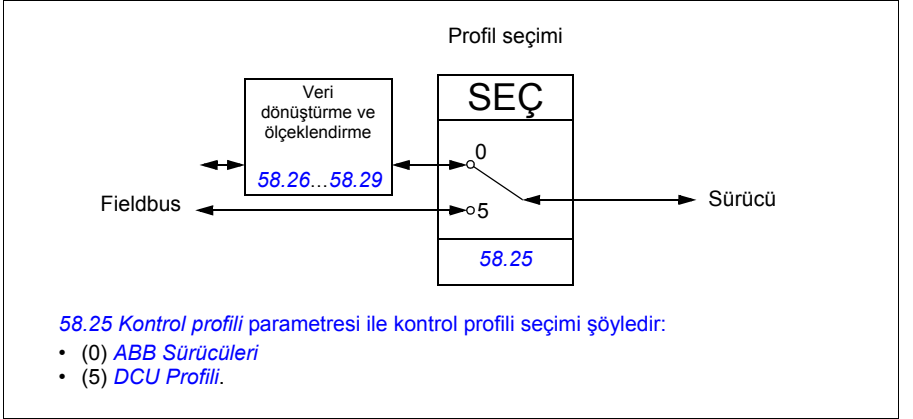 Profil seçimi
Veri
dönüştürme ve
ölçeklendirme
58.26...58.29
SEÇ
0
5
58.25
Fieldbus
Sürücü
58.25 Kontrol profili parametresi ile kontrol profili seçimi şöyledir:
• (0) ABB Sürücüleri
• (5) DCU Profili.